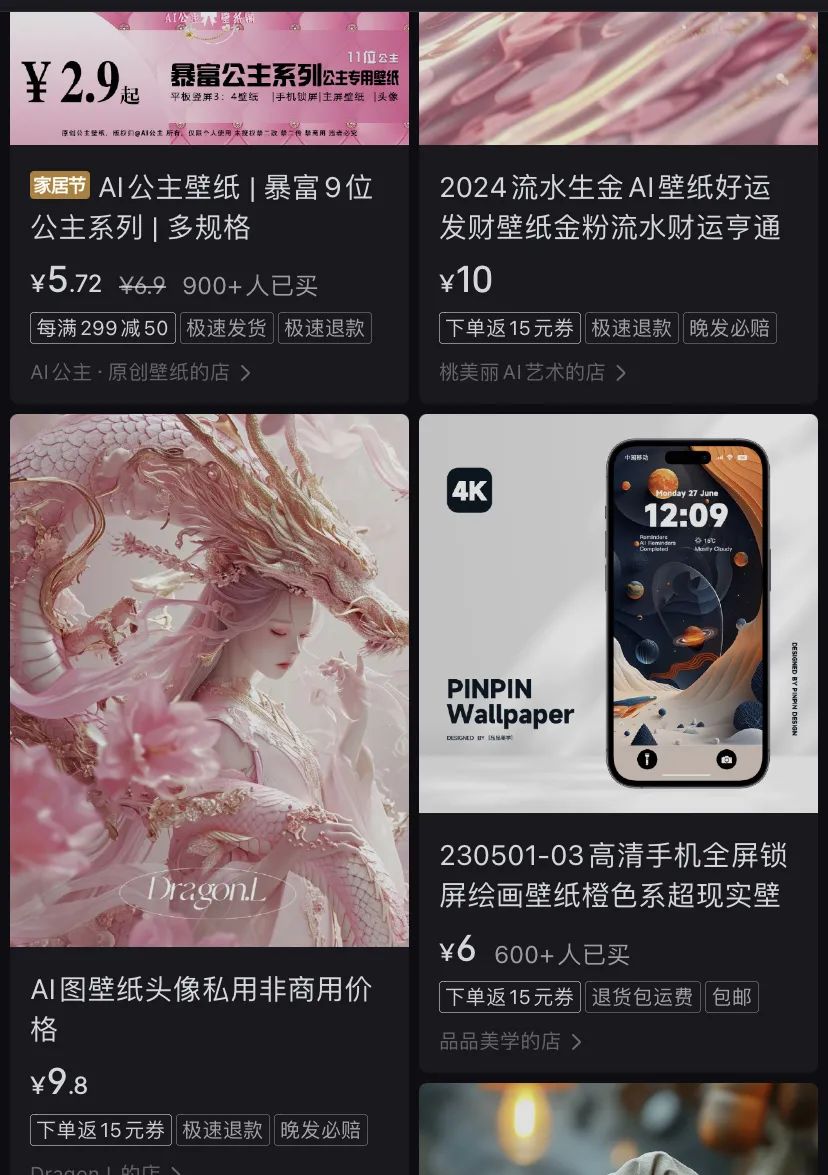 ¥2.9起
11位公主
暴富公主系列公主专用壁纸
平板竖屏3:4壁纸 |手机锁屏|主屏壁纸 |头像
家居节 AI公主壁纸 | 暴富9位
公主系列 | 多规格
¥5.72 ¥6.9 900+人已买
每满299减50 极速发货 极速退款
AI公主·原创壁纸的店 >
2024流水生金AI壁纸好运
发财壁纸金粉流水财运亨通
¥10
下单返15元券 极速退款 晚发必赔
桃美丽AI艺术的店 >
Dragon.L
AI图壁纸头像私用非商用价
格
¥9.8
下单返15元券 极速退款 晚发必赔
Dragon.L的店 >
4K
中国移动
Monday 27 June
12:09
Reminders
All Reminders
Completed
16°C
Mostly Cloudy
PINPIN
Wallpaper
DESIGNED BY
DESIGNED BY PINPIN DESIGN
230501-03高清手机全屏锁
屏绘画壁纸橙色系超现实壁
¥6 600+人已买
下单返15元券 退货包运费 包邮
品品美学的店 >